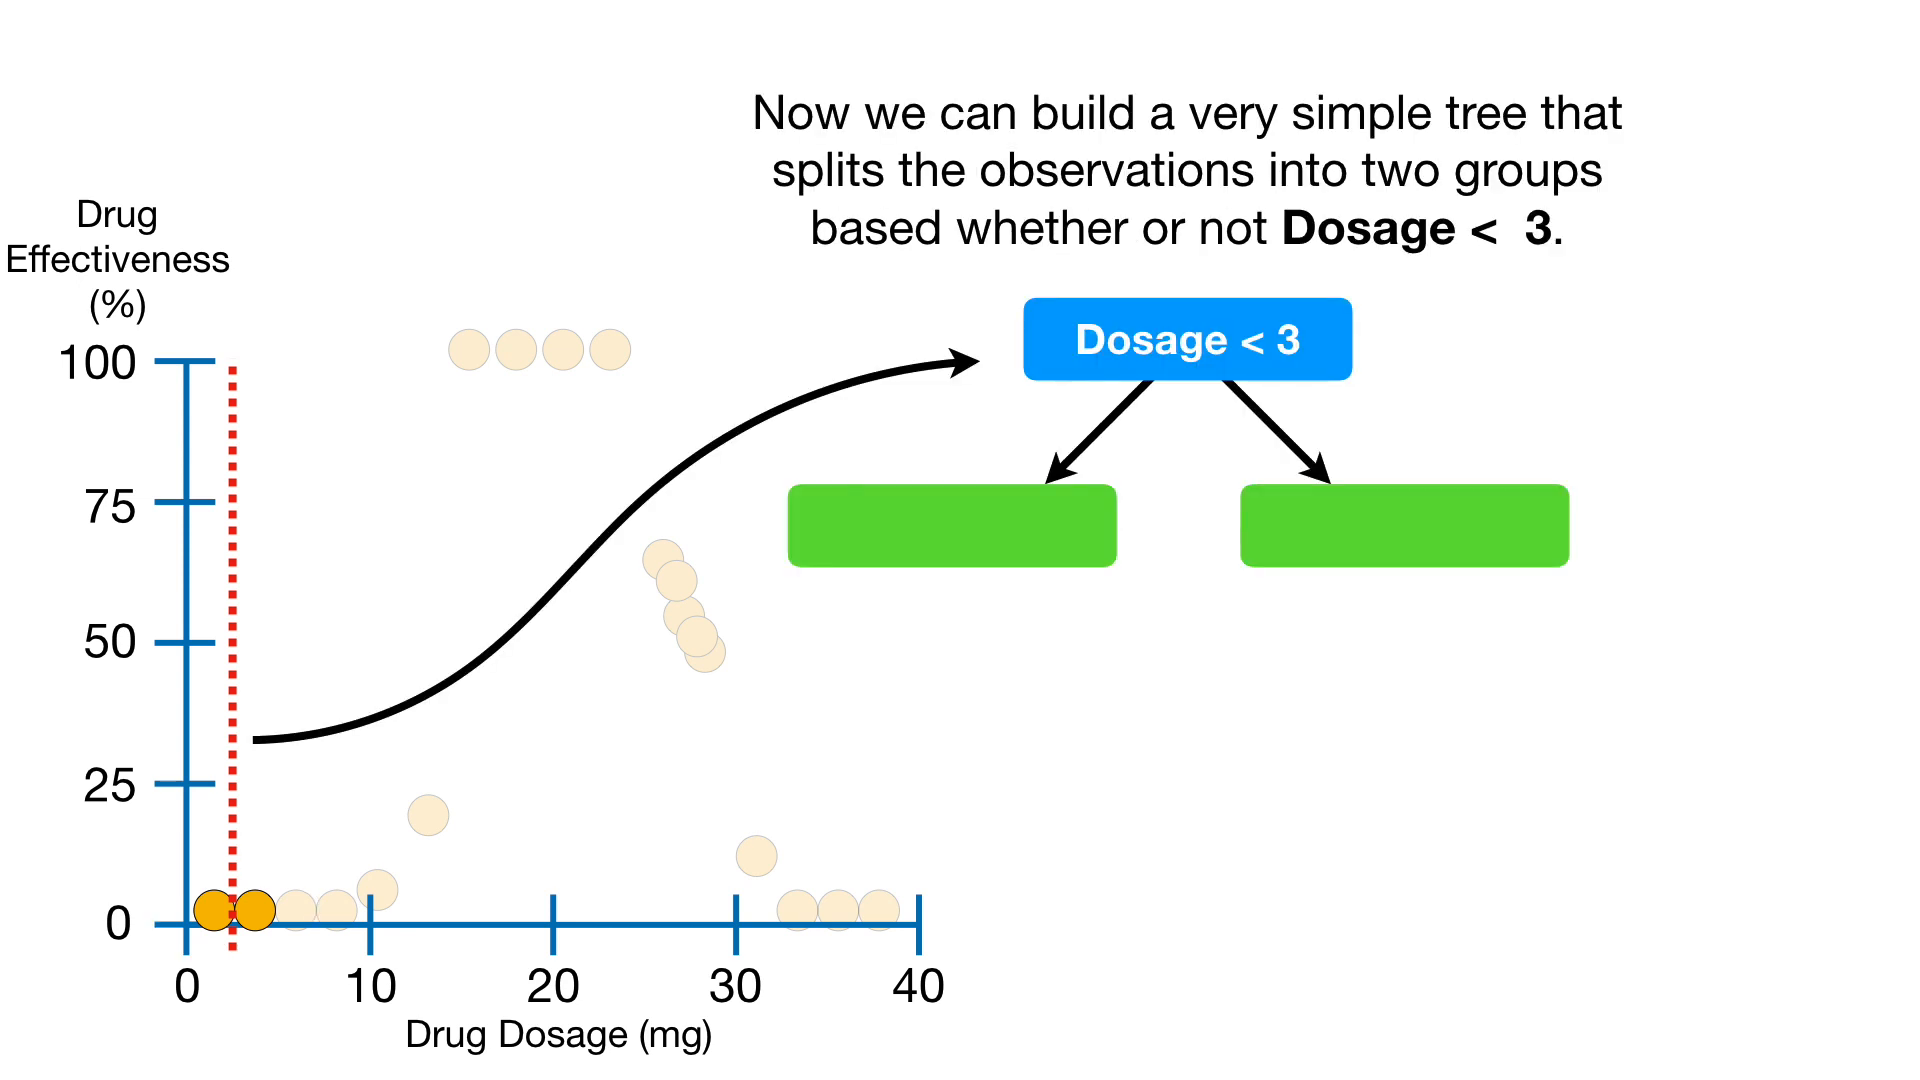 Now we can build a very simple tree that
splits the observations into two groups
based whether or not Dosage <  3.
Drug
Effectiveness
(%)
Dosage < 3
100
75
50
25
0
0 10 20 30 40
Drug Dosage (mg)